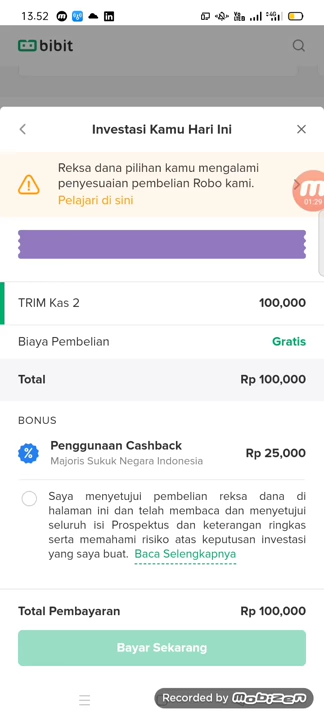 13.52
bibit
Investasi Kamu Hari Ini
Reksa dana pilihan kamu mengalami
penyesuaian pembelian Robo kami.
Pelajari di sini
01:29
TRIM Kas 2 100,000
Biaya Pembelian Gratis
Total Rp 100,000
BONUS
Penggunaan Cashback
Majoris Sukuk Negara Indonesia
Rp 25,000
Saya menyetujui pembelian reksa dana di
halaman ini dan telah membaca dan menyetujui
seluruh isi Prospektus dan keterangan ringkas
serta memahami risiko atas keputusan investasi
yang saya buat. Baca Selengkapnya
Total Pembayaran Rp 100,000
Bayar Sekarang
Recorded by mobizen